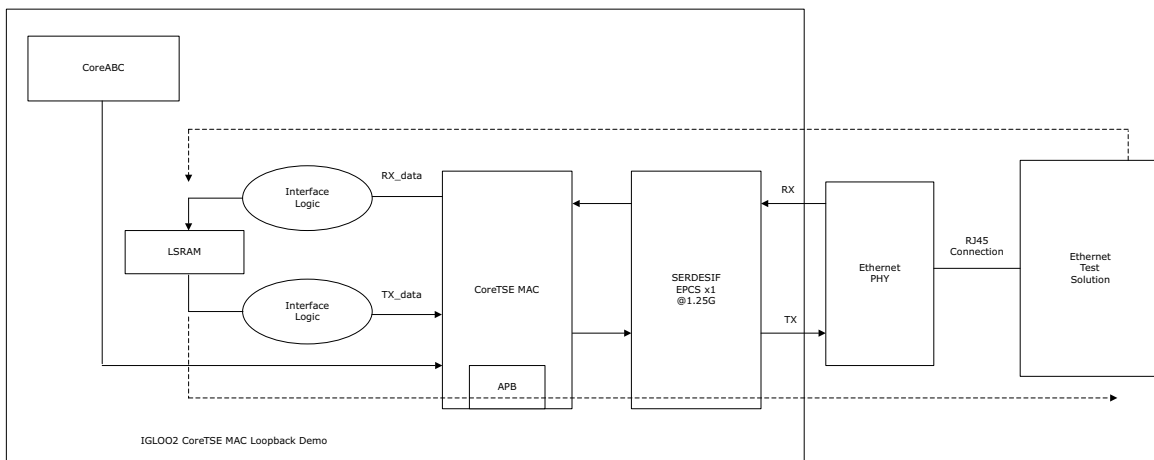 CoreABC
RX_data
Interface
Logic
RX
LSRAM
RJ45
Connection
Ethernet
Test
Solution
Ethernet
PHY
CoreTSE MAC
SERDESIF
EPCS x1
@1.25G
TX_data
Interface
Logic
TX
APB
IGLOO2 CoreTSE MAC Loopback Demo